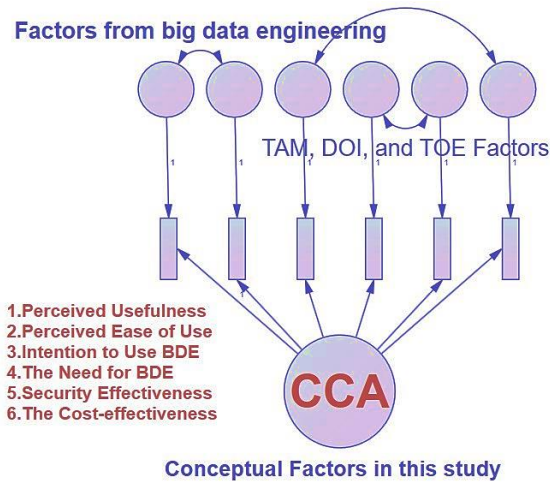 Factors from big data engineering
TAM, DOI, and TOE Factors
1 1 1 1 1 1
1
1.Perceived Usefulness
2.Perceived Ease of Use
3.Intention to Use BDE
4.The Need for BDE
5.Security Effectiveness
6.The Cost-effectiveness
CCA
Conceptual Factors in this study